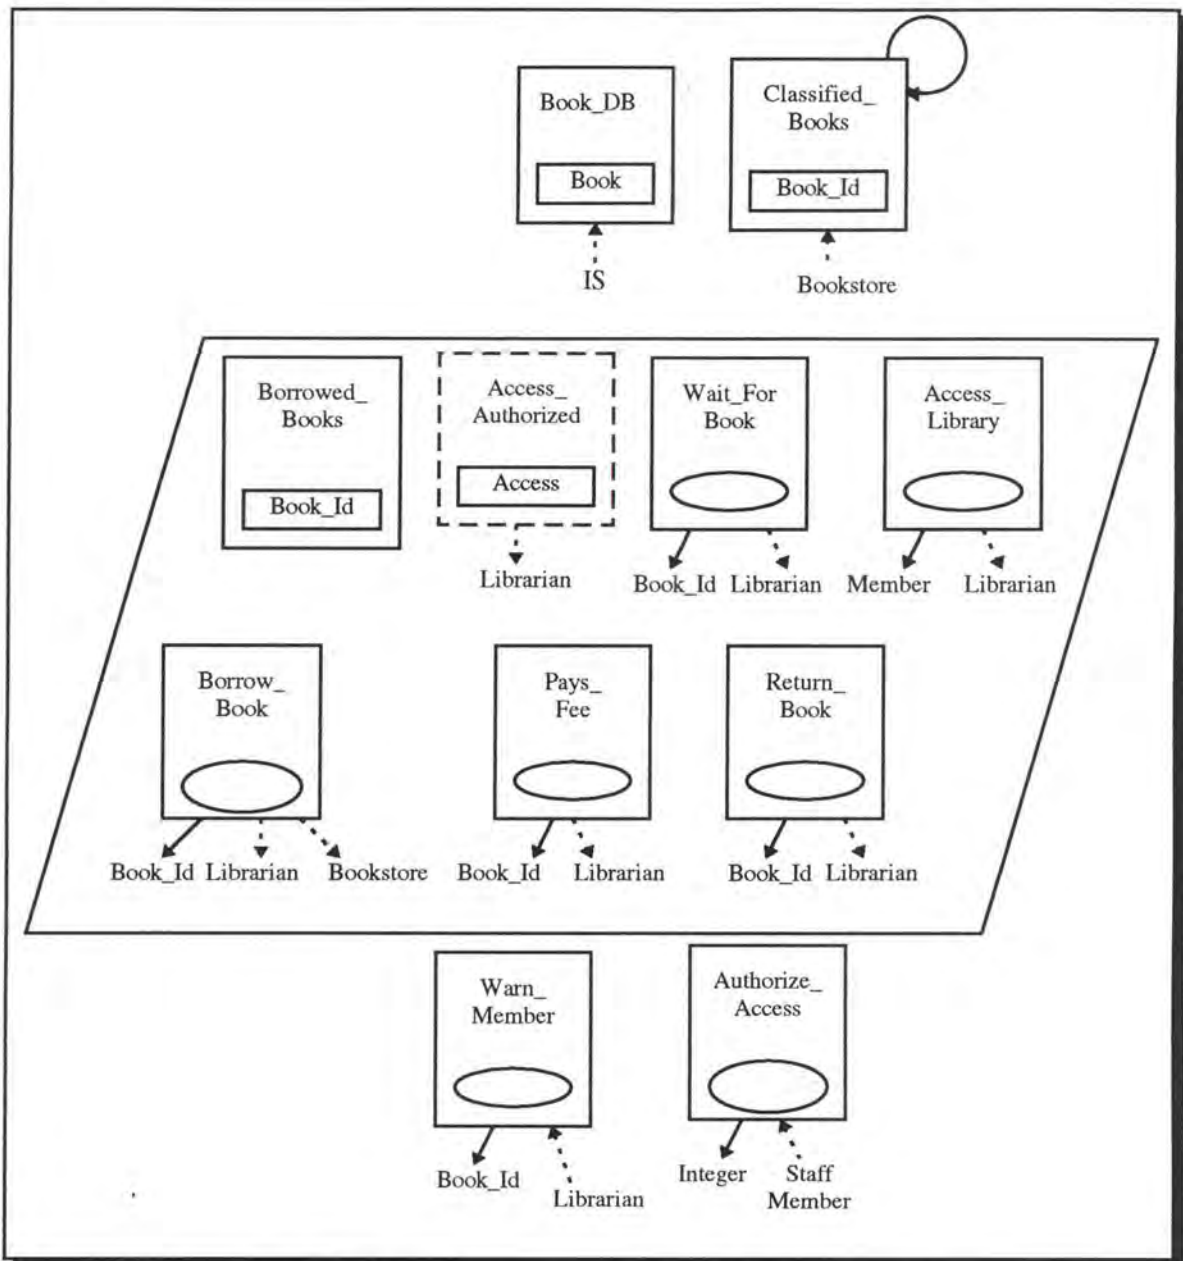 Book_DB
Book
IS
Classified_
Books
Book_Id
Bookstore
Borrowed_
Books
Book_Id
Access_
Authorized
Access
Librarian
Wait_For
Book
Book_Id Librarian
Access_
Library
Member Librarian
Borrow_
Book
Book_Id Librarian Bookstore
Pays_
Fee
Book_Id Librarian
Return_
Book
Book_Id Librarian
Warn_
Member
Book_Id Librarian
Authorize_
Access
Integer Staff
Member